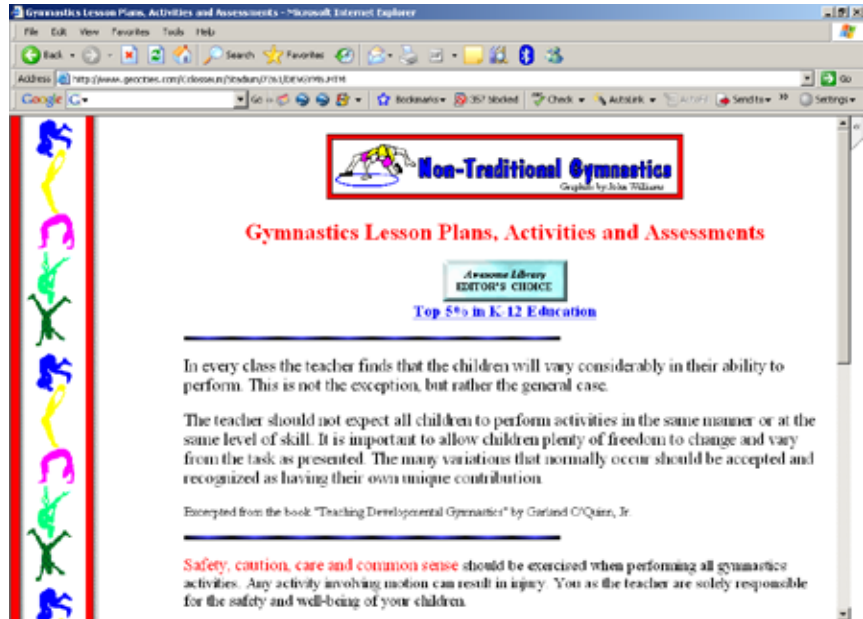 Gymnastics Lesson Plans, Activities and Assessments - Microsoft Internet Explorer
File Edit View Favorites Tools Help
Back Search Favorites
Address Go
Google Go Bookmarks 357 blocked Check AutoLink AutoFill Send to Settings
Non-Traditional Gymnastics
Graphics by John Williams
Gymnastics Lesson Plans, Activities and Assessments
Awesome Library
EDITOR'S CHOICE
Top 5% in K-12 Education
In every class the teacher finds that the children will vary considerably in their ability to
perform. This is not the exception, but rather the general case.
The teacher should not expect all children to perform activities in the same manner or at the
same level of skill. It is important to allow children plenty of freedom to change and vary
from the task as presented. The many variations that normally occur should be accepted and
recognized as having their own unique contribution.
Excerpted from the book "Teaching Developmental Gymnastics" by Garland O'Quinn, Jr.
Safety, caution, care and common sense should be exercised when performing all gymnastics
activities. Any activity involving motion can result in injury. You as the teacher are solely responsible
for the safety and well-being of your children.